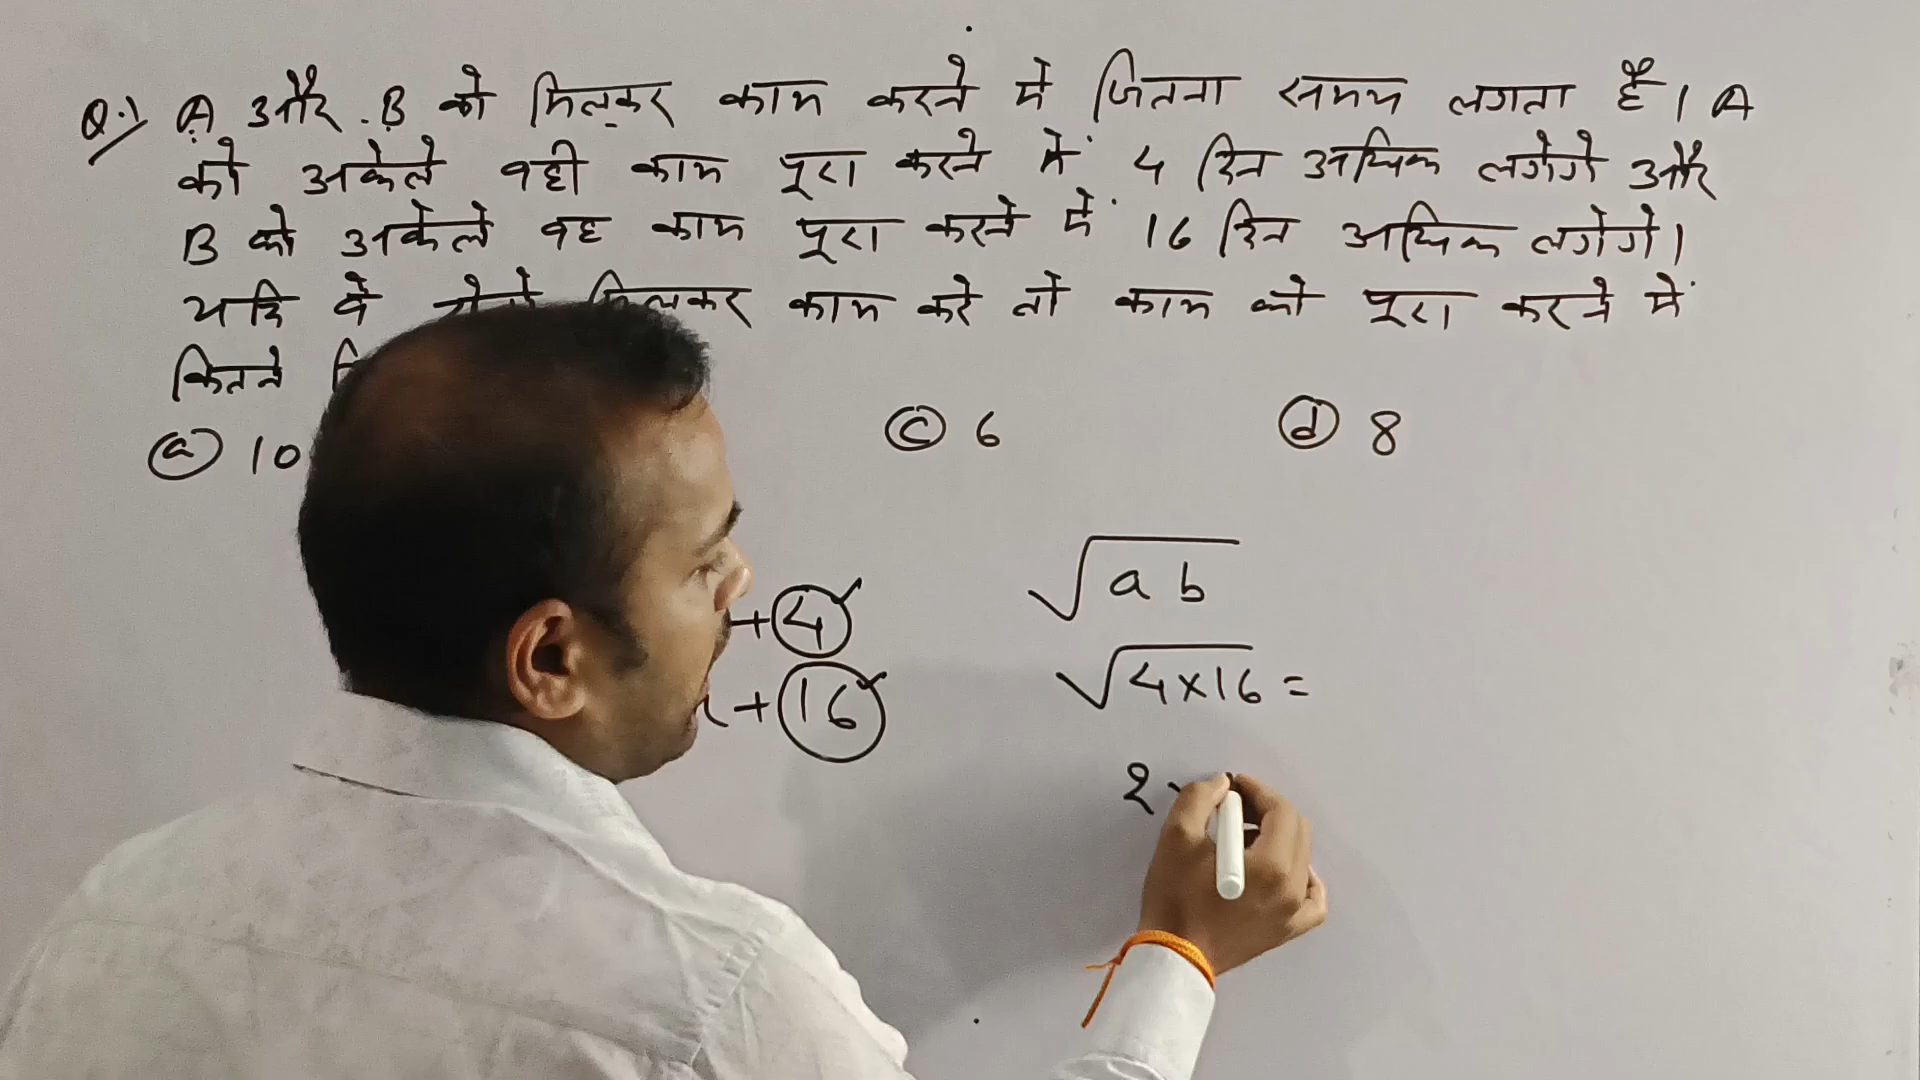 Q.1 A और B को मिलकर काम करने में जितना समय लगता है। A
को अकेले वही काम पूरा करने में 4 दिन अधिक लगेगे और
B को अकेले वह काम पूरा करने में 16 दिन अधिक लगेगे।
यदि वे मिलकर काम करे तो काम को पूरा करने में
कितने
(a) 10 (c) 6 (d) 8
√ab
+ 4
√4×16 =
+ 16
2